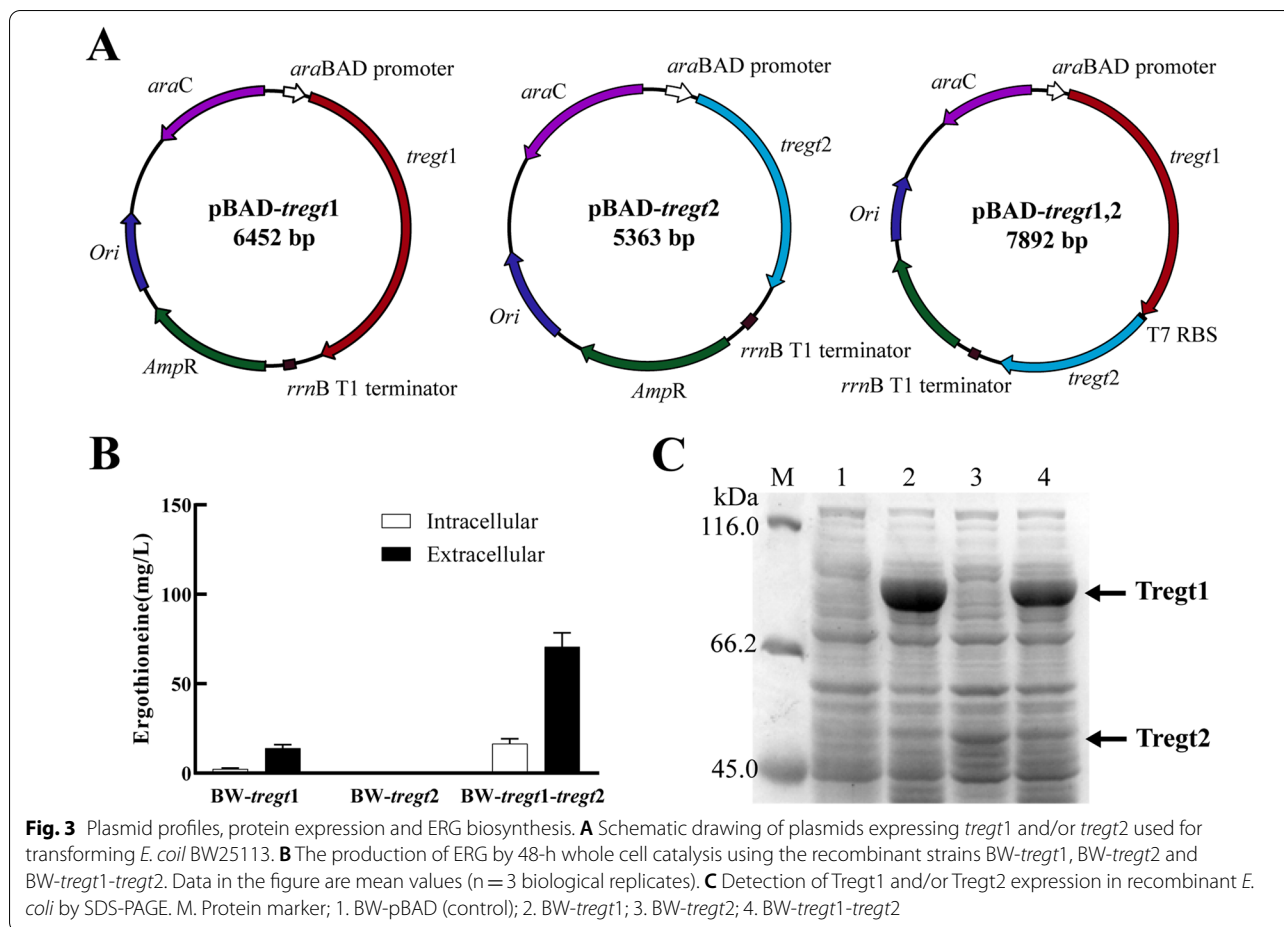 A
araC
araBAD promoter
tregt1
pBAD-tregt1
6452 bp
Ori
AmpR
rrnB T1 terminator
araC
araBAD promoter
tregt2
pBAD-tregt2
5363 bp
Ori
rrnB T1 terminator
AmpR
araC
araBAD promoter
tregt1
pBAD-tregt1,2
7892 bp
Ori
T7 RBS
rrnB T1 terminator
tregt2
B
Ergothioneine(mg/L)
150
100
50
0
Intracellular
Extracellular
BW-tregt1
BW-tregt2
BW-tregt1-tregt2
C
kDa
M 1 2 3 4
116.0
66.2
45.0
Tregt1
Tregt2
Fig. 3 Plasmid profiles, protein expression and ERG biosynthesis. A Schematic drawing of plasmids expressing tregt1 and/or tregt2 used for
transforming E. coil BW25113. B The production of ERG by 48-h whole cell catalysis using the recombinant strains BW-tregt1, BW-tregt2 and
BW-tregt1-tregt2. Data in the figure are mean values (n = 3 biological replicates). C Detection of Tregt1 and/or Tregt2 expression in recombinant E.
coli by SDS-PAGE. M. Protein marker; 1. BW-pBAD (control); 2. BW-tregt1; 3. BW-tregt2; 4. BW-tregt1-tregt2